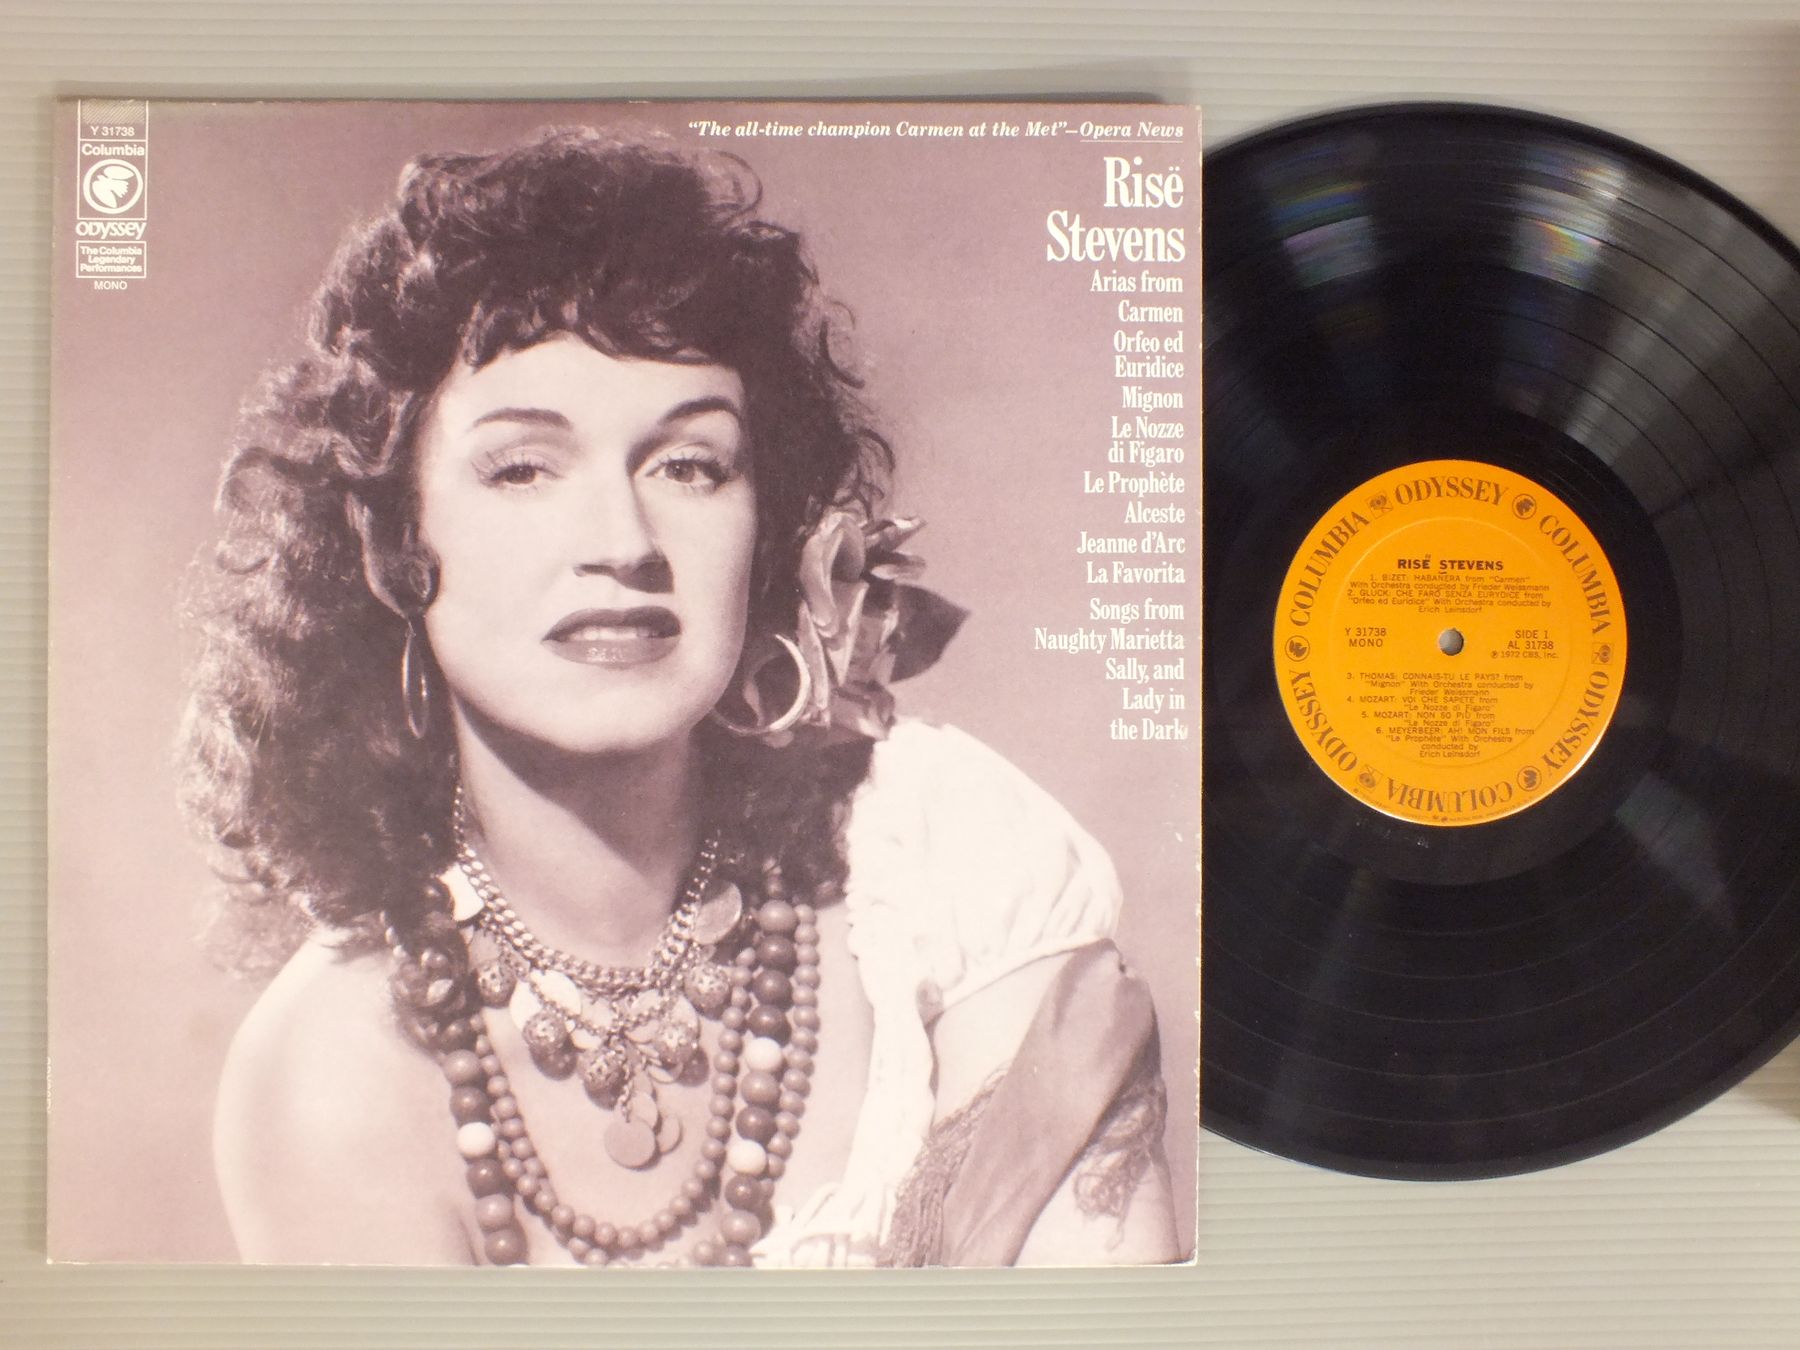 Y 31738
Columbia
ODYSSEY
The Columbia
Legendary
Performances
MONO
“The all-time champion Carmen at the Met”–Opera News
Risë
Stevens
Arias from
Carmen
Orfeo ed
Euridice
Mignon
Le Nozze
di Figaro
Le Prophète
Alceste
Jeanne d’Arc
La Favorita
Songs from
Naughty Marietta
Sally, and
Lady in
the Dark
COLUMBIA ODYSSEY COLUMBIA ODYSSEY COLUMBIA ODYSSEY
RISË STEVENS
1. BIZET: HABAÑERA from "Carmen"
With Orchestra conducted by Frieder Weissmann
2. GLUCK: CHE FARÒ SENZA EURYDICE from
"Orfeo ed Euridice" With Orchestra conducted by
Erich Leinsdorf
Y 31738
MONO
SIDE 1
AL 31738
℗ 1972 CBS, Inc.
3. THOMAS: CONNAIS-TU LE PAYS? from
"Mignon" With Orchestra conducted by
Frieder Weissmann
4. MOZART: VOI CHE SAPETE from
"Le Nozze di Figaro"
5. MOZART: NON SO PIÙ from
"Le Nozze di Figaro"
6. MEYERBEER: AH! MON FILS from
"Le Prophète" With Orchestra
conducted by
Erich Leinsdorf